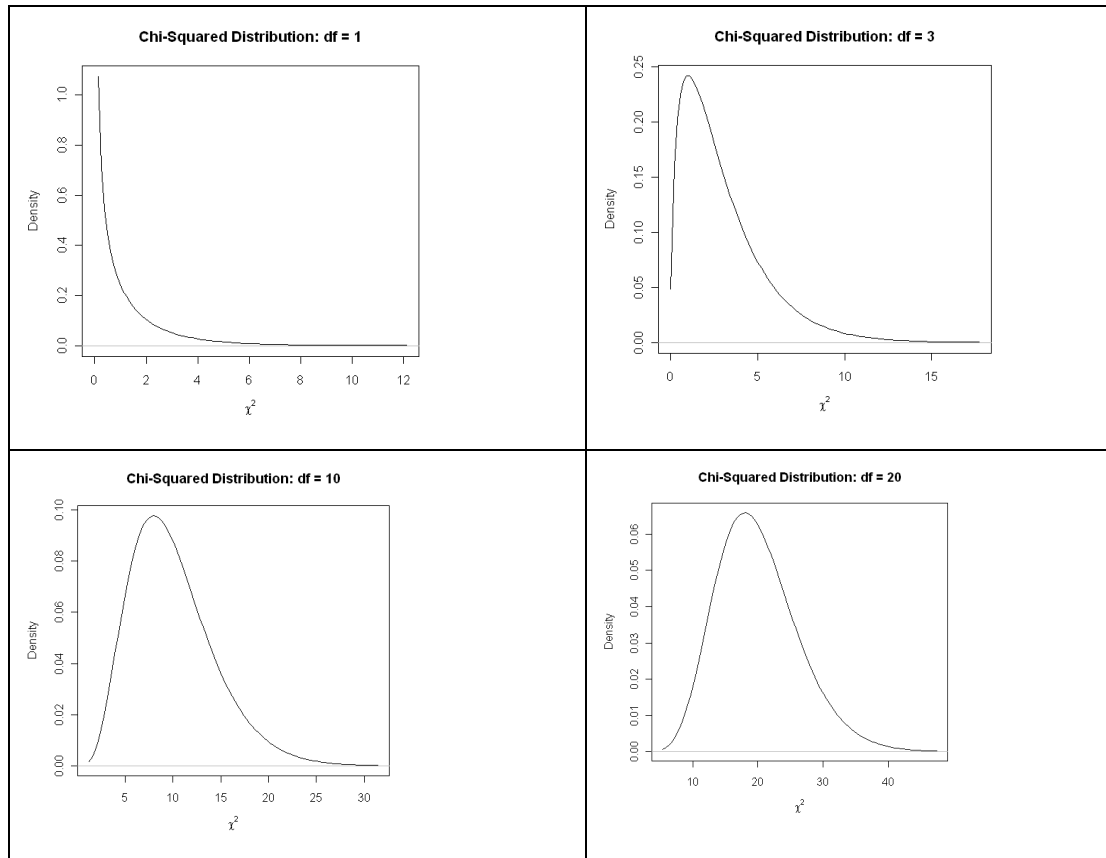 Chi-Squared Distribution: df = 1
Density
0.0 0.2 0.4 0.6 0.8 1.0
0 2 4 6 8 10 12
χ²
Chi-Squared Distribution: df = 3
Density
0.00 0.05 0.10 0.15 0.20 0.25
0 5 10 15
χ²
Chi-Squared Distribution: df = 10
Density
0.00 0.02 0.04 0.06 0.08 0.10
5 10 15 20 25 30
χ²
Chi-Squared Distribution: df = 20
Density
0.00 0.01 0.02 0.03 0.04 0.05 0.06
10 20 30 40
χ²